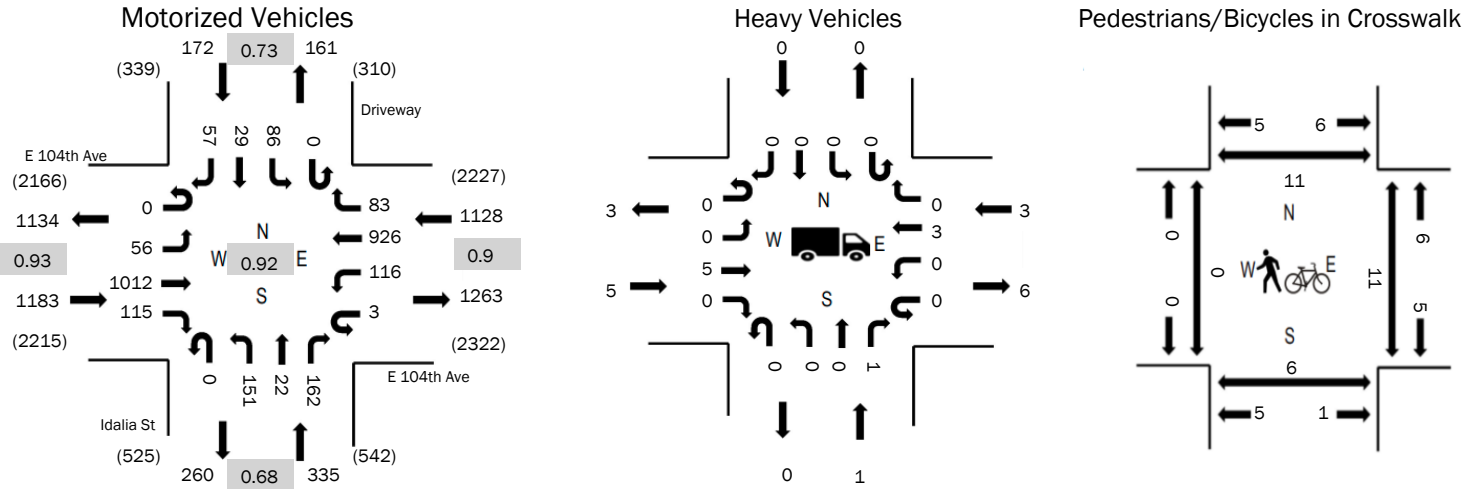 Motorized Vehicles
172 0.73 161
(339) (310)
Driveway
57 29 86 0
E 104th Ave
(2166) (2227)
0 83
1134 1128
N
56 926
0.93 W 0.92 E 0.9
1012 116
S
1183 1263
115 3
(2215) (2322)
0 151 22 162
E 104th Ave
Idalia St
(525) (542)
260 0.68 335
Heavy Vehicles
0 0
0 0 0 0
N
0 0
3 3
0 3
W E
5 0
5 6
S
0 0
0 0 0 1
0 1
Pedestrians/Bicycles in Crosswalk
5 6
11
N
0 6
0 W E 11
0 5
S
6
5 1